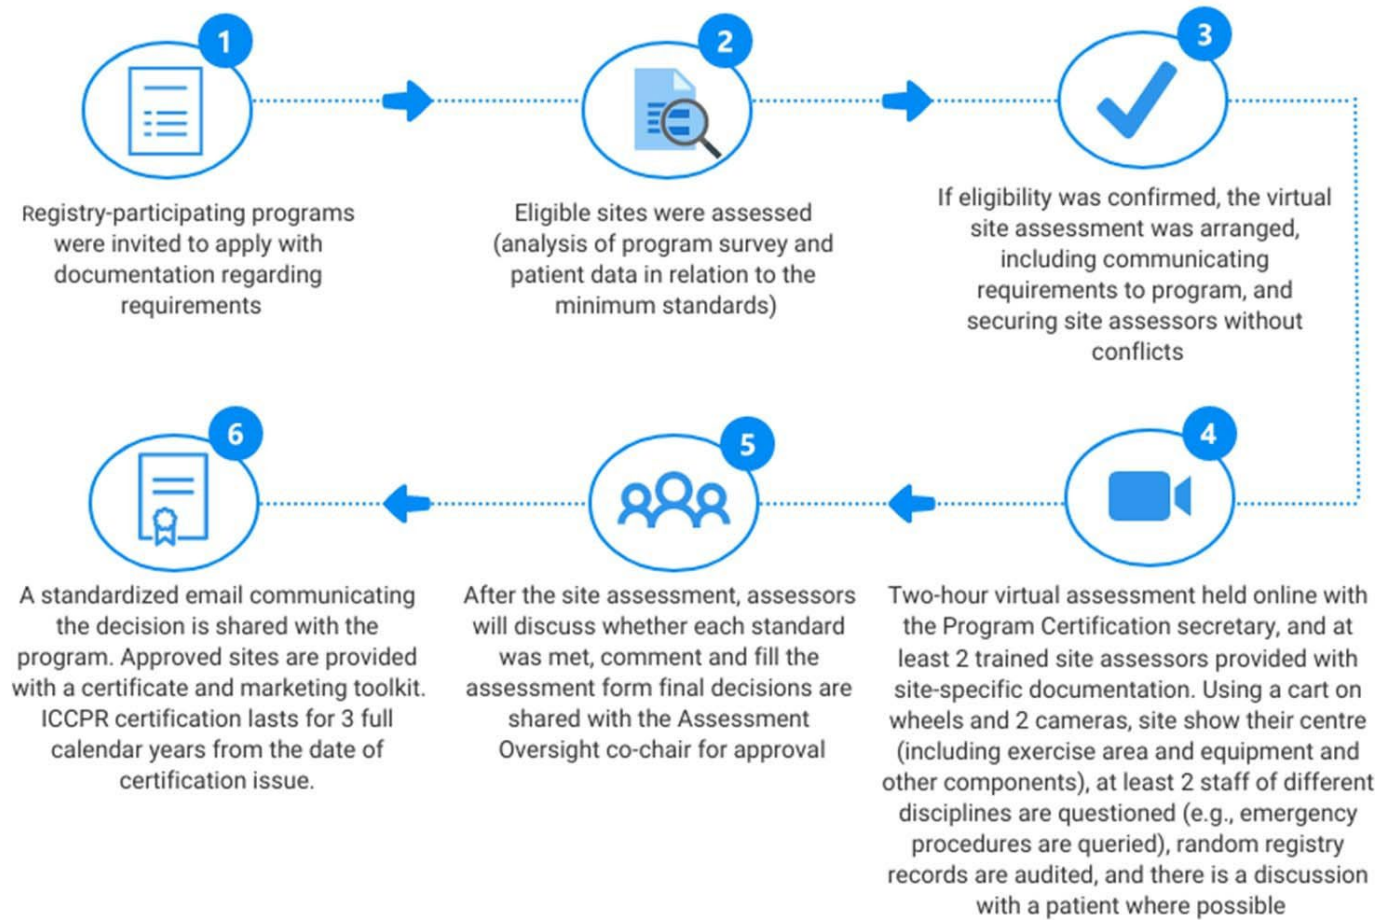 1
Registry-participating programs
were invited to apply with
documentation regarding
requirements
2
Eligible sites were assessed
(analysis of program survey and
patient data in relation to the
minimum standards)
3
If eligibility was confirmed, the virtual
site assessment was arranged,
including communicating
requirements to program, and
securing site assessors without
conflicts
4
Two-hour virtual assessment held online with
the Program Certification secretary, and at
least 2 trained site assessors provided with
site-specific documentation. Using a cart on
wheels and 2 cameras, site show their centre
(including exercise area and equipment and
other components), at least 2 staff of different
disciplines are questioned (e.g., emergency
procedures are queried), random registry
records are audited, and there is a discussion
with a patient where possible
5
After the site assessment, assessors
will discuss whether each standard
was met, comment and fill the
assessment form final decisions are
shared with the Assessment
Oversight co-chair for approval
6
A standardized email communicating
the decision is shared with the
program. Approved sites are provided
with a certificate and marketing toolkit.
ICCPR certification lasts for 3 full
calendar years from the date of
certification issue.